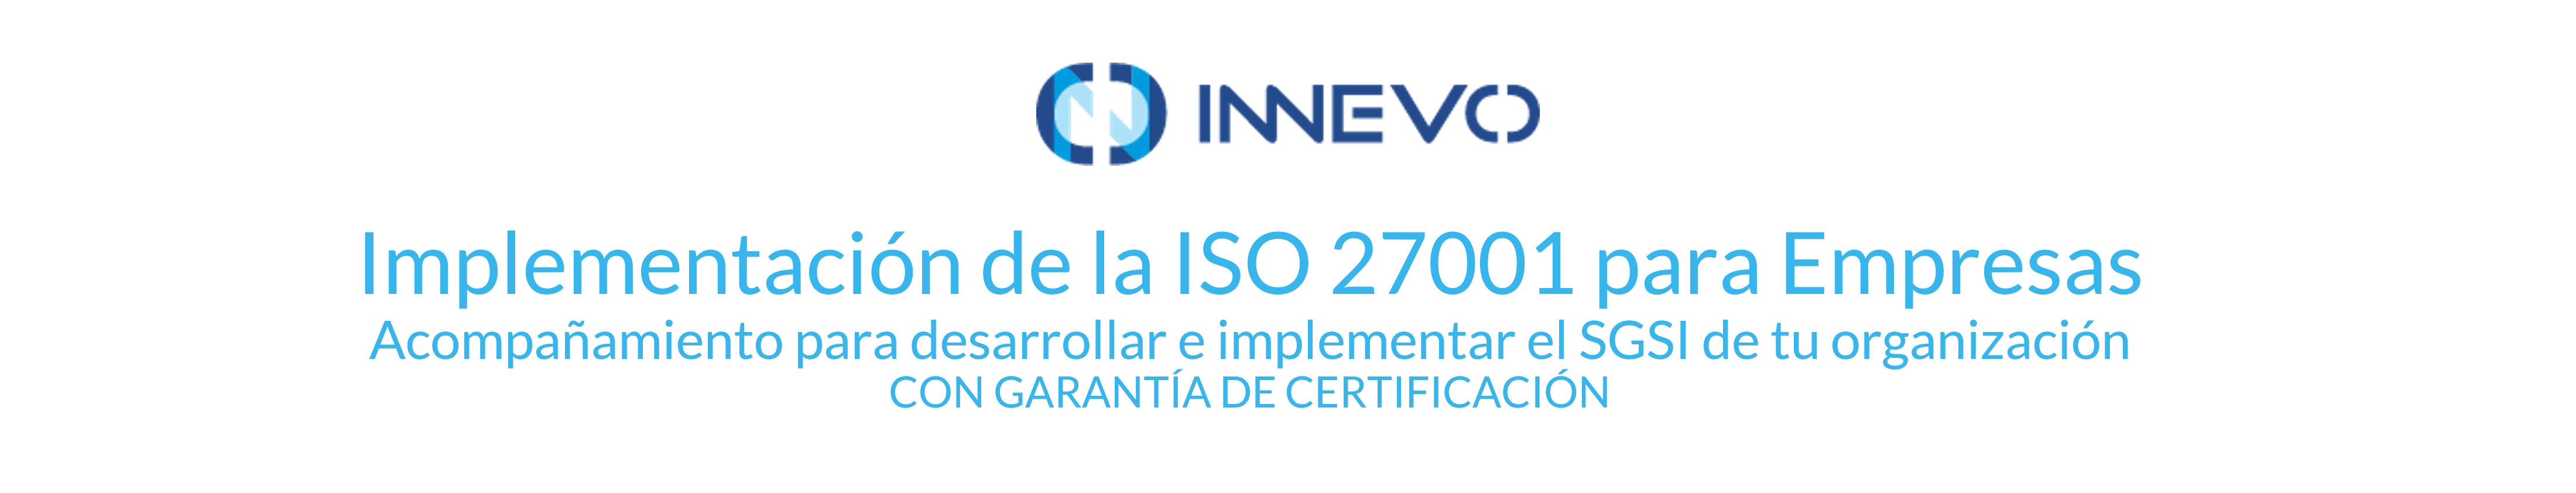 INNEVO
Implementación de la ISO 27001 para Empresas
Acompañamiento para desarrollar e implementar el SGSI de tu organización
CON GARANTÍA DE CERTIFICACIÓN